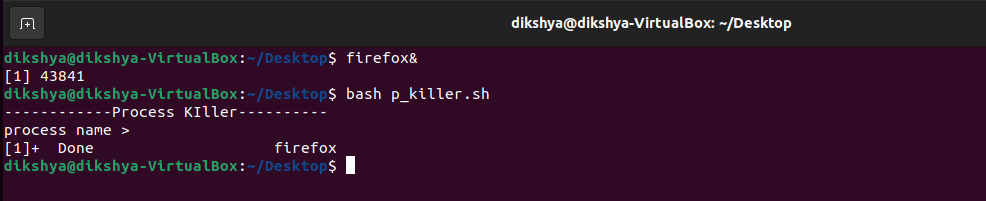 dikshya@dikshya-VirtualBox: ~/Desktop
dikshya@dikshya-VirtualBox:~/Desktop$ firefox&
[1] 43841
dikshya@dikshya-VirtualBox:~/Desktop$ bash p_killer.sh
------------Process KIller----------
process name >
[1]+  Done                    firefox
dikshya@dikshya-VirtualBox:~/Desktop$